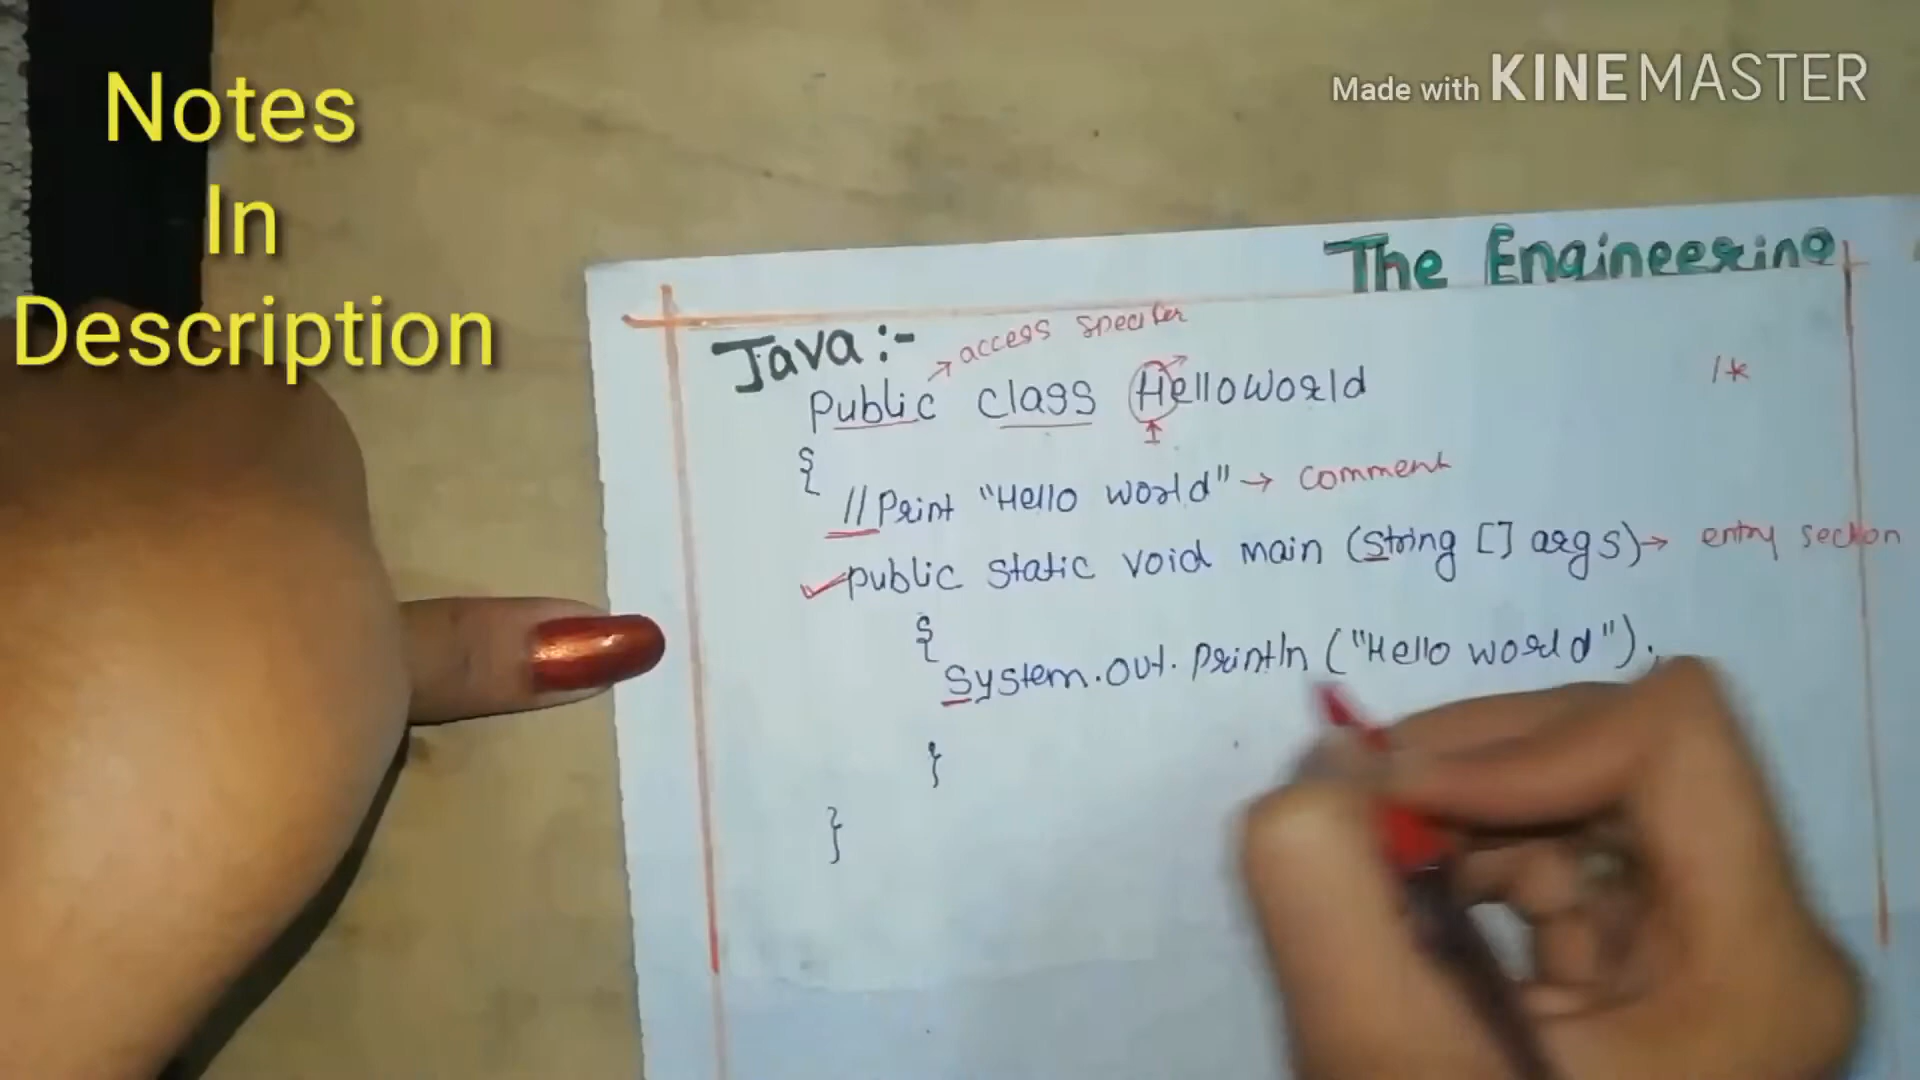 Notes
In
Description
Made with KINEMASTER
The Engineering
Java:-
→ access specifer
Public class Helloworld
/*
{
//Print "Hello world" → comment
public static void main (string [] args) → entry section
{
System.out.println ("Hello world");
}
}